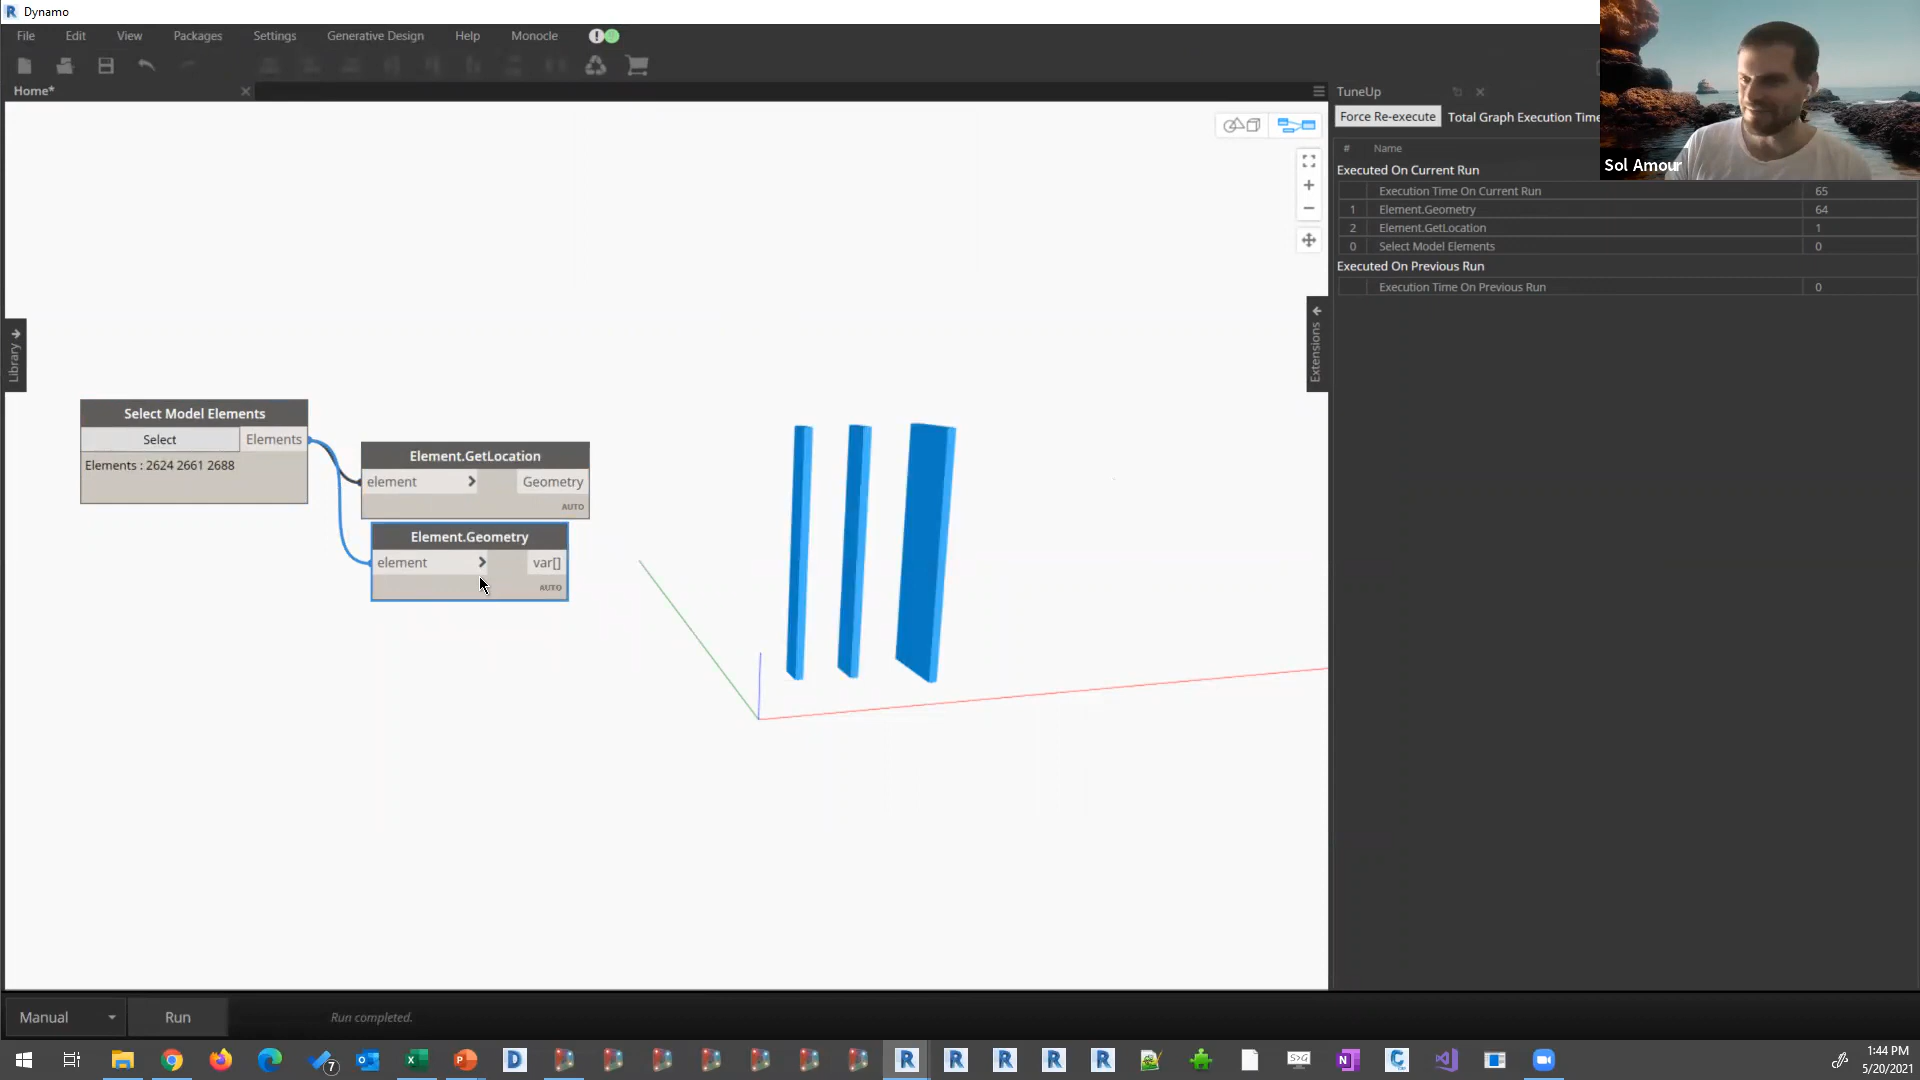 Dynamo
File Edit View Packages Settings Generative Design Help Monocle
Home*
TuneUp
Force Re-execute Total Graph Execution Time
# Name
Executed On Current Run
Execution Time On Current Run 65
1 Element.Geometry 64
2 Element.GetLocation 1
0 Select Model Elements 0
Executed On Previous Run
Execution Time On Previous Run 0
Sol Amour
Library
Extensions
Select Model Elements
Select Elements
Elements : 2624 2661 2688
Element.GetLocation
element Geometry
AUTO
Element.Geometry
element var[]
AUTO
Manual Run Run completed.
7
1:44 PM
5/20/2021